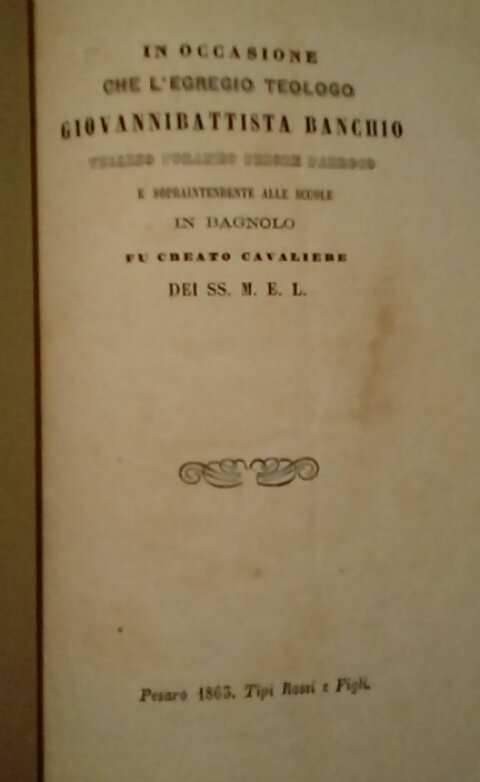 IN OCCASIONE
CHE L'EGREGIO TEOLOGO
GIOVANNIBATTISTA BANCHIO
E SOPRAINTENDENTE ALLE SCUOLE
IN BAGNOLO
FU CREATO CAVALIERE
DEI SS. M. E. L.
Pesaro 1863. Tipi Rossi e Figli.